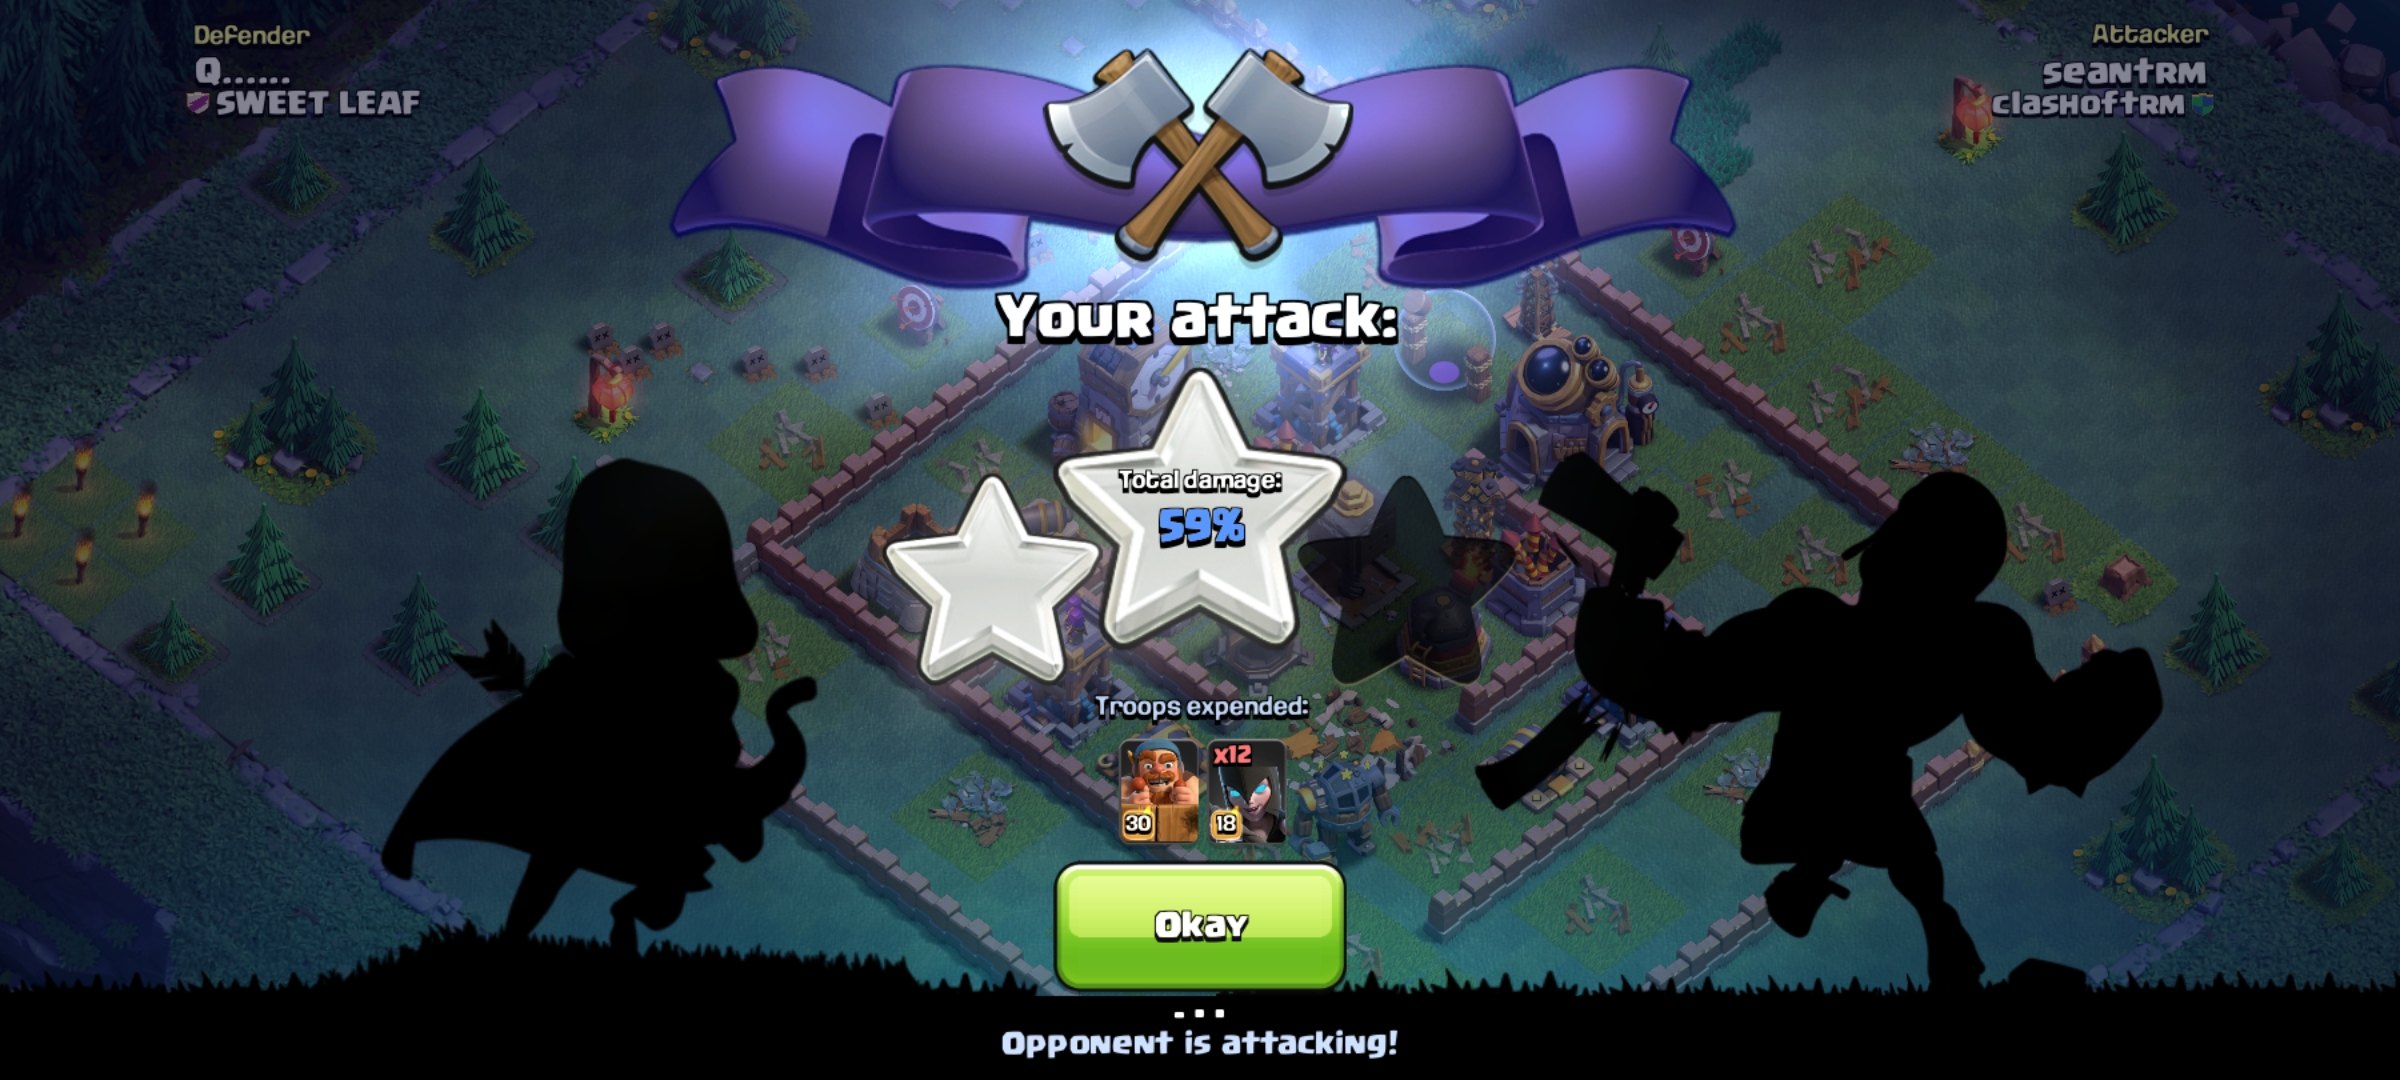 Defender
Q......
SWEET LEAF
Attacker
seantRM
clashoftRM
Your attack:
Total damage:
59%
Troops expended:
x12
30
18
Okay
...
Opponent is attacking!